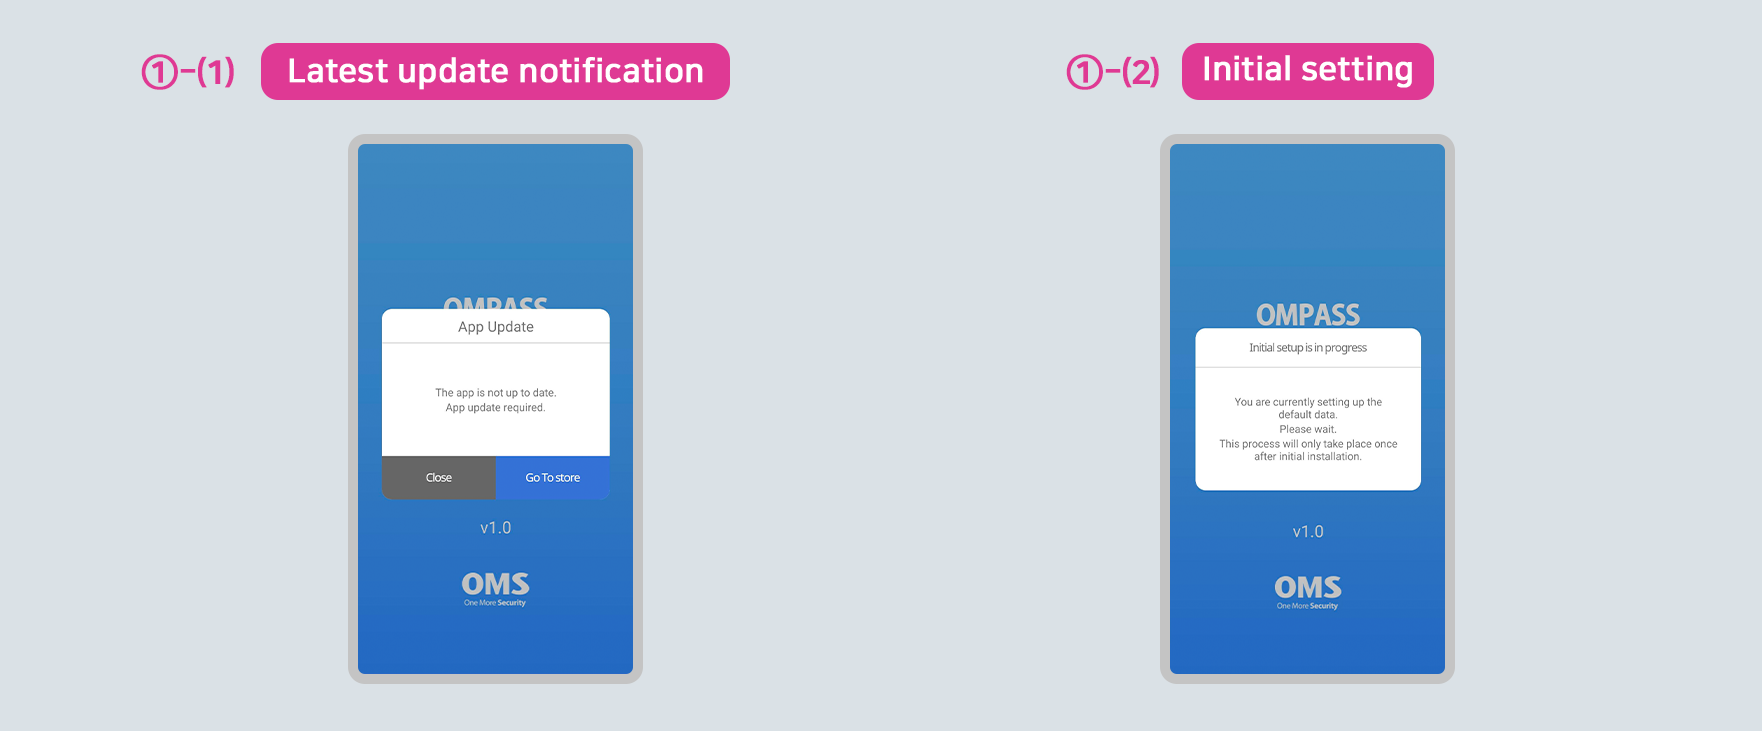 ①-(1) Latest update notification
OMPASS
App Update
The app is not up to date.
App update required.
Close Go To store
v1.0
OMS
One More Security
①-(2) Initial setting
OMPASS
Initial setup is in progress
You are currently setting up the
default data.
Please wait.
This process will only take place once
after initial installation.
v1.0
OMS
One More Security